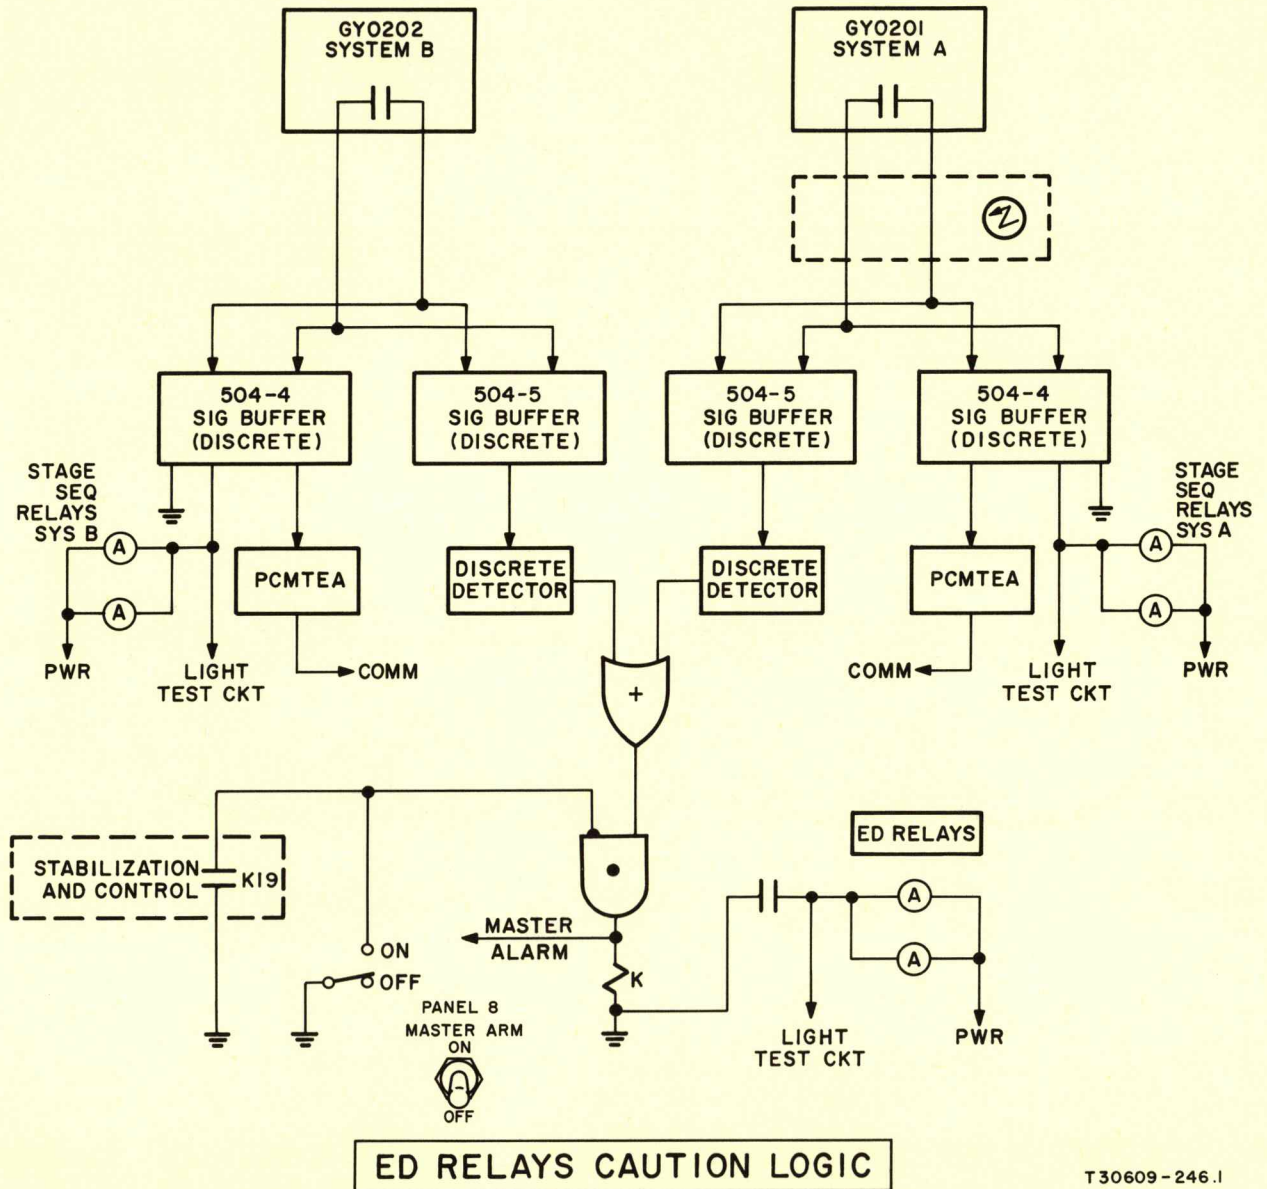 GY0202
SYSTEM B
GY0201
SYSTEM A
504-4
SIG BUFFER
(DISCRETE)
504-5
SIG BUFFER
(DISCRETE)
504-5
SIG BUFFER
(DISCRETE)
504-4
SIG BUFFER
(DISCRETE)
STAGE
SEQ
RELAYS
SYS B
A
A
PWR
LIGHT
TEST CKT
PCMTEA
COMM
DISCRETE
DETECTOR
DISCRETE
DETECTOR
PCMTEA
COMM
STAGE
SEQ
RELAYS
SYS A
A
A
LIGHT
TEST CKT
PWR
+
STABILIZATION
AND CONTROL
K19
ON
OFF
MASTER
ALARM
K
ED RELAYS
A
A
LIGHT
TEST CKT
PWR
PANEL 8
MASTER ARM
ON
OFF
ED RELAYS CAUTION LOGIC
T30609-246.1